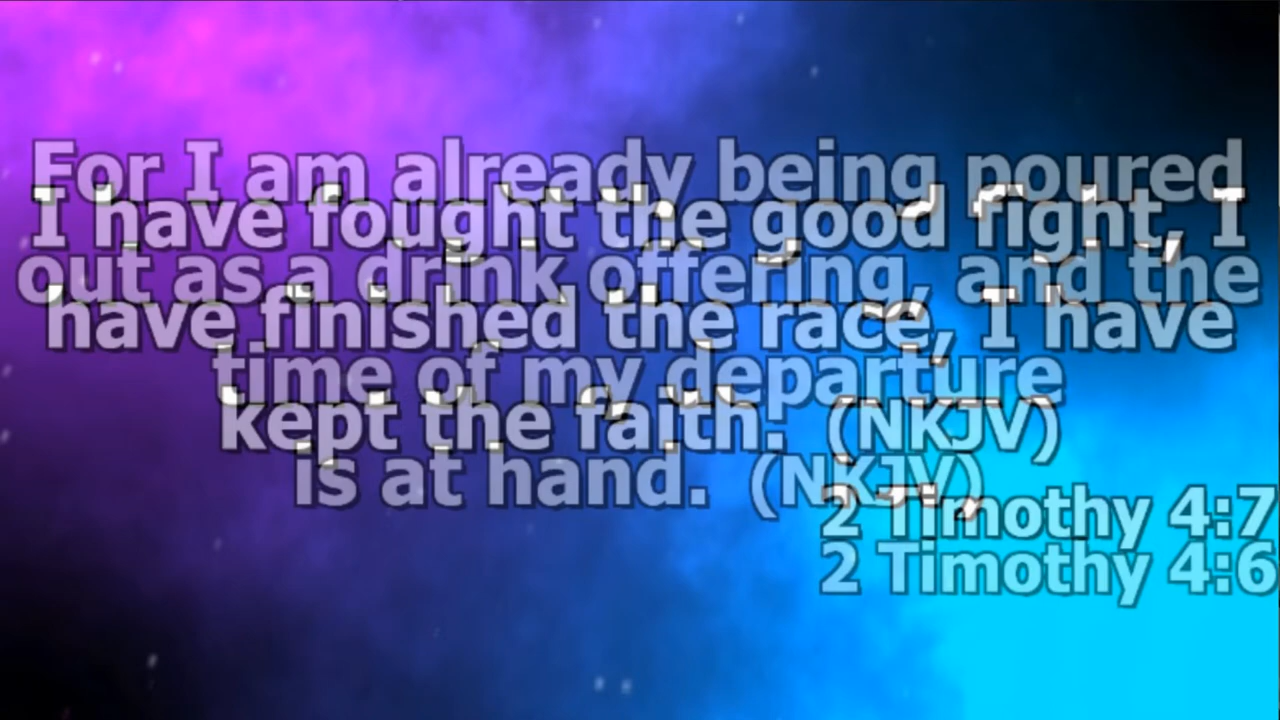 For I am already being poured
out as a drink offering, and the
time of my departure
is at hand. (NKJV)
2 Timothy 4:6
I have fought the good fight, I
have finished the race, I have
kept the faith. (NKJV)
2 Timothy 4:7